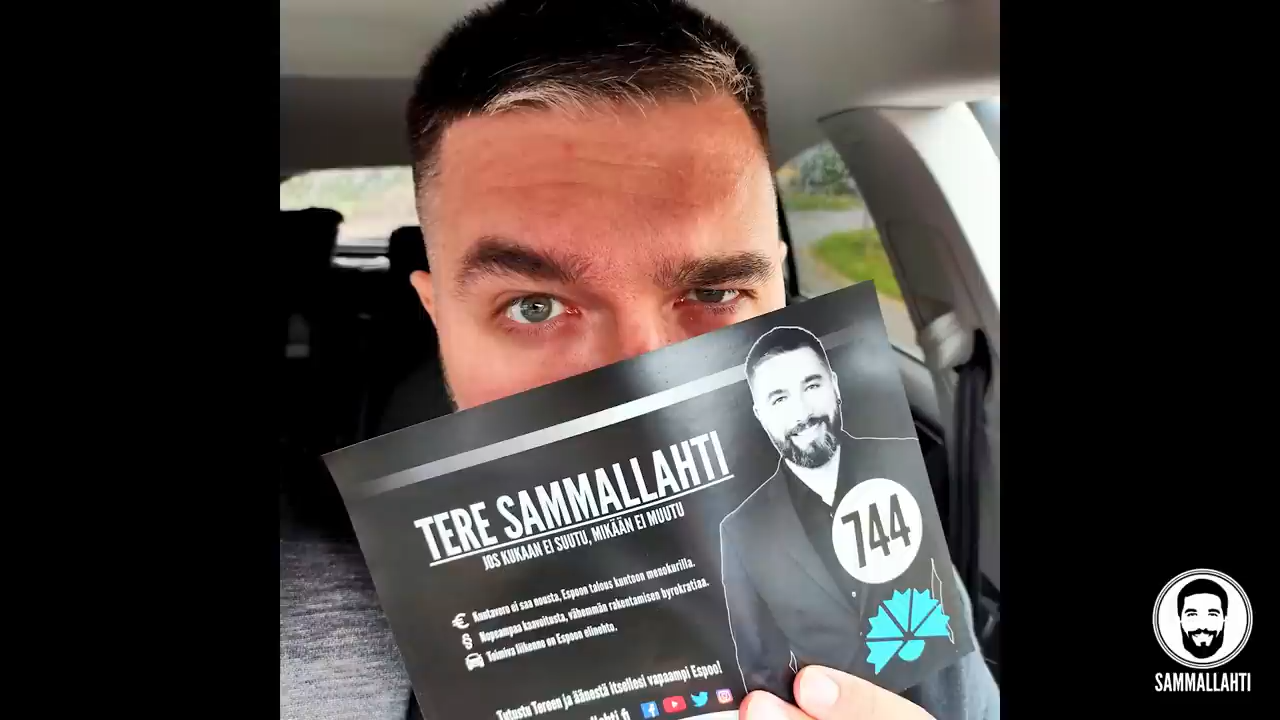 TERE SAMMALLAHTI
JOS KUKAAN EI SUUTU, MIKÄÄN EI MUUTU
744
€ Kuntavero ei saa nousta, Espoon talous kuntoon menokurilla.
§ Nopeampaa kaavoitusta, vähemmän rakentamisen byrokratiaa.
Toimiva liikenne on Espoon elinehto.
Tutustu Tereen ja äänestä itsellesi vapaampi Espoo!
SAMMALLAHTI